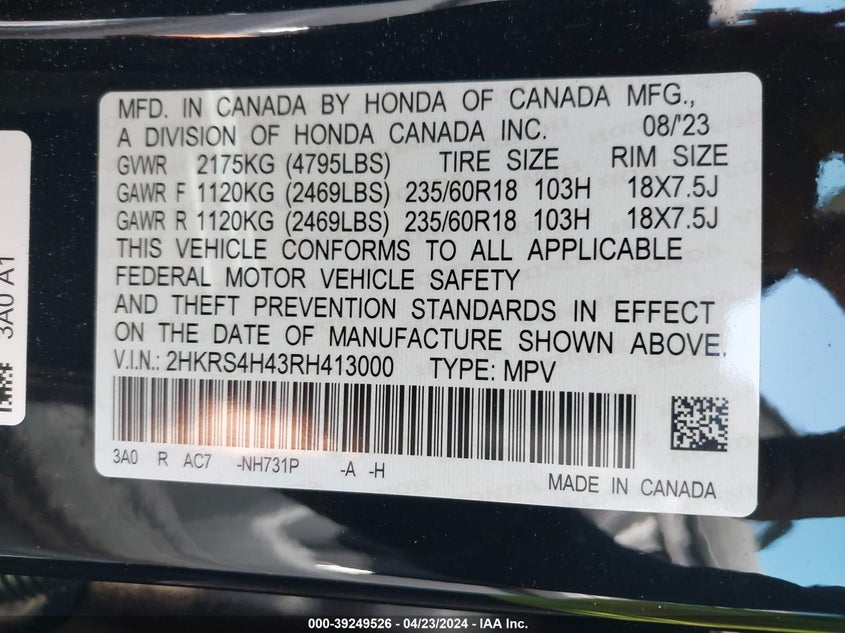 MFD. IN CANADA BY HONDA OF CANADA MFG.,
A DIVISION OF HONDA CANADA INC. 08/'23
GVWR 2175KG (4795LBS) TIRE SIZE RIM SIZE
GAWR F 1120KG (2469LBS) 235/60R18 103H 18X7.5J
GAWR R 1120KG (2469LBS) 235/60R18 103H 18X7.5J
THIS VEHICLE CONFORMS TO ALL APPLICABLE
FEDERAL MOTOR VEHICLE SAFETY
AND THEFT PREVENTION STANDARDS IN EFFECT
ON THE DATE OF MANUFACTURE SHOWN ABOVE.
V.I.N.: 2HKRS4H43RH413000 TYPE: MPV
3A0 R AC7 -NH731P -A -H
MADE IN CANADA
3A0 A1
000-39249526 - 04/23/2024 - IAA Inc.